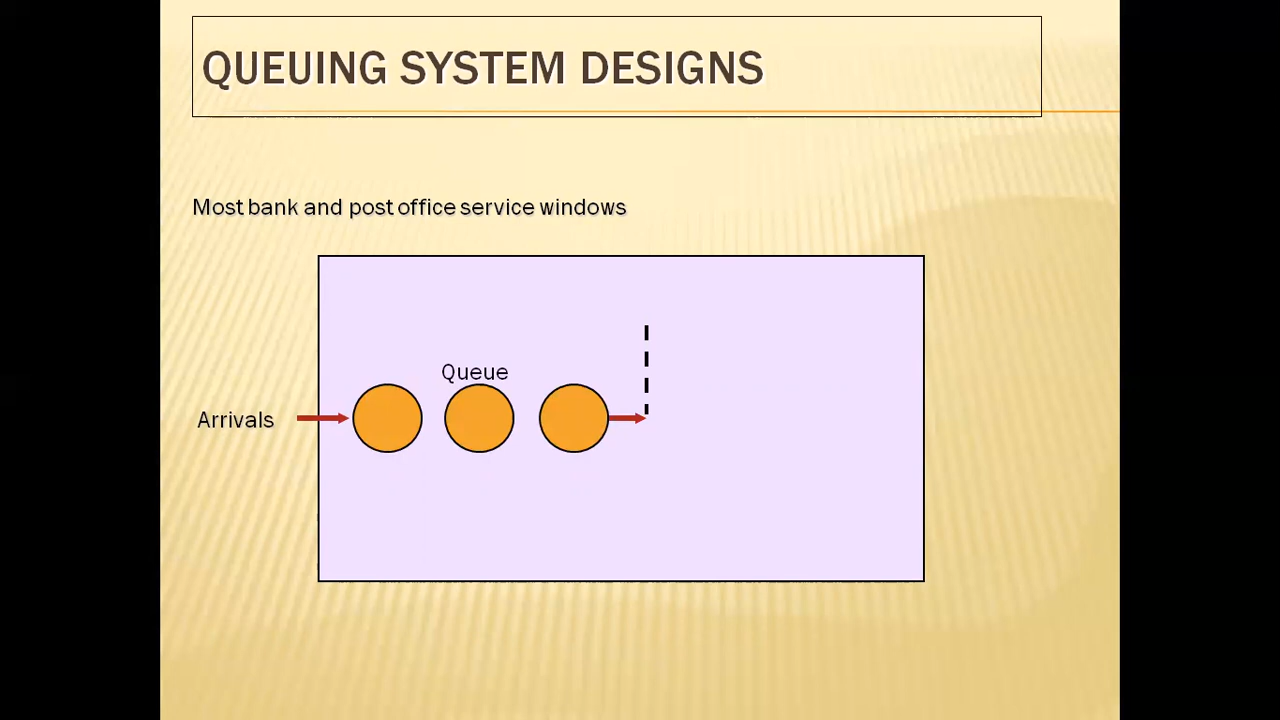 QUEUING SYSTEM DESIGNS
Most bank and post office service windows
Queue
Arrivals